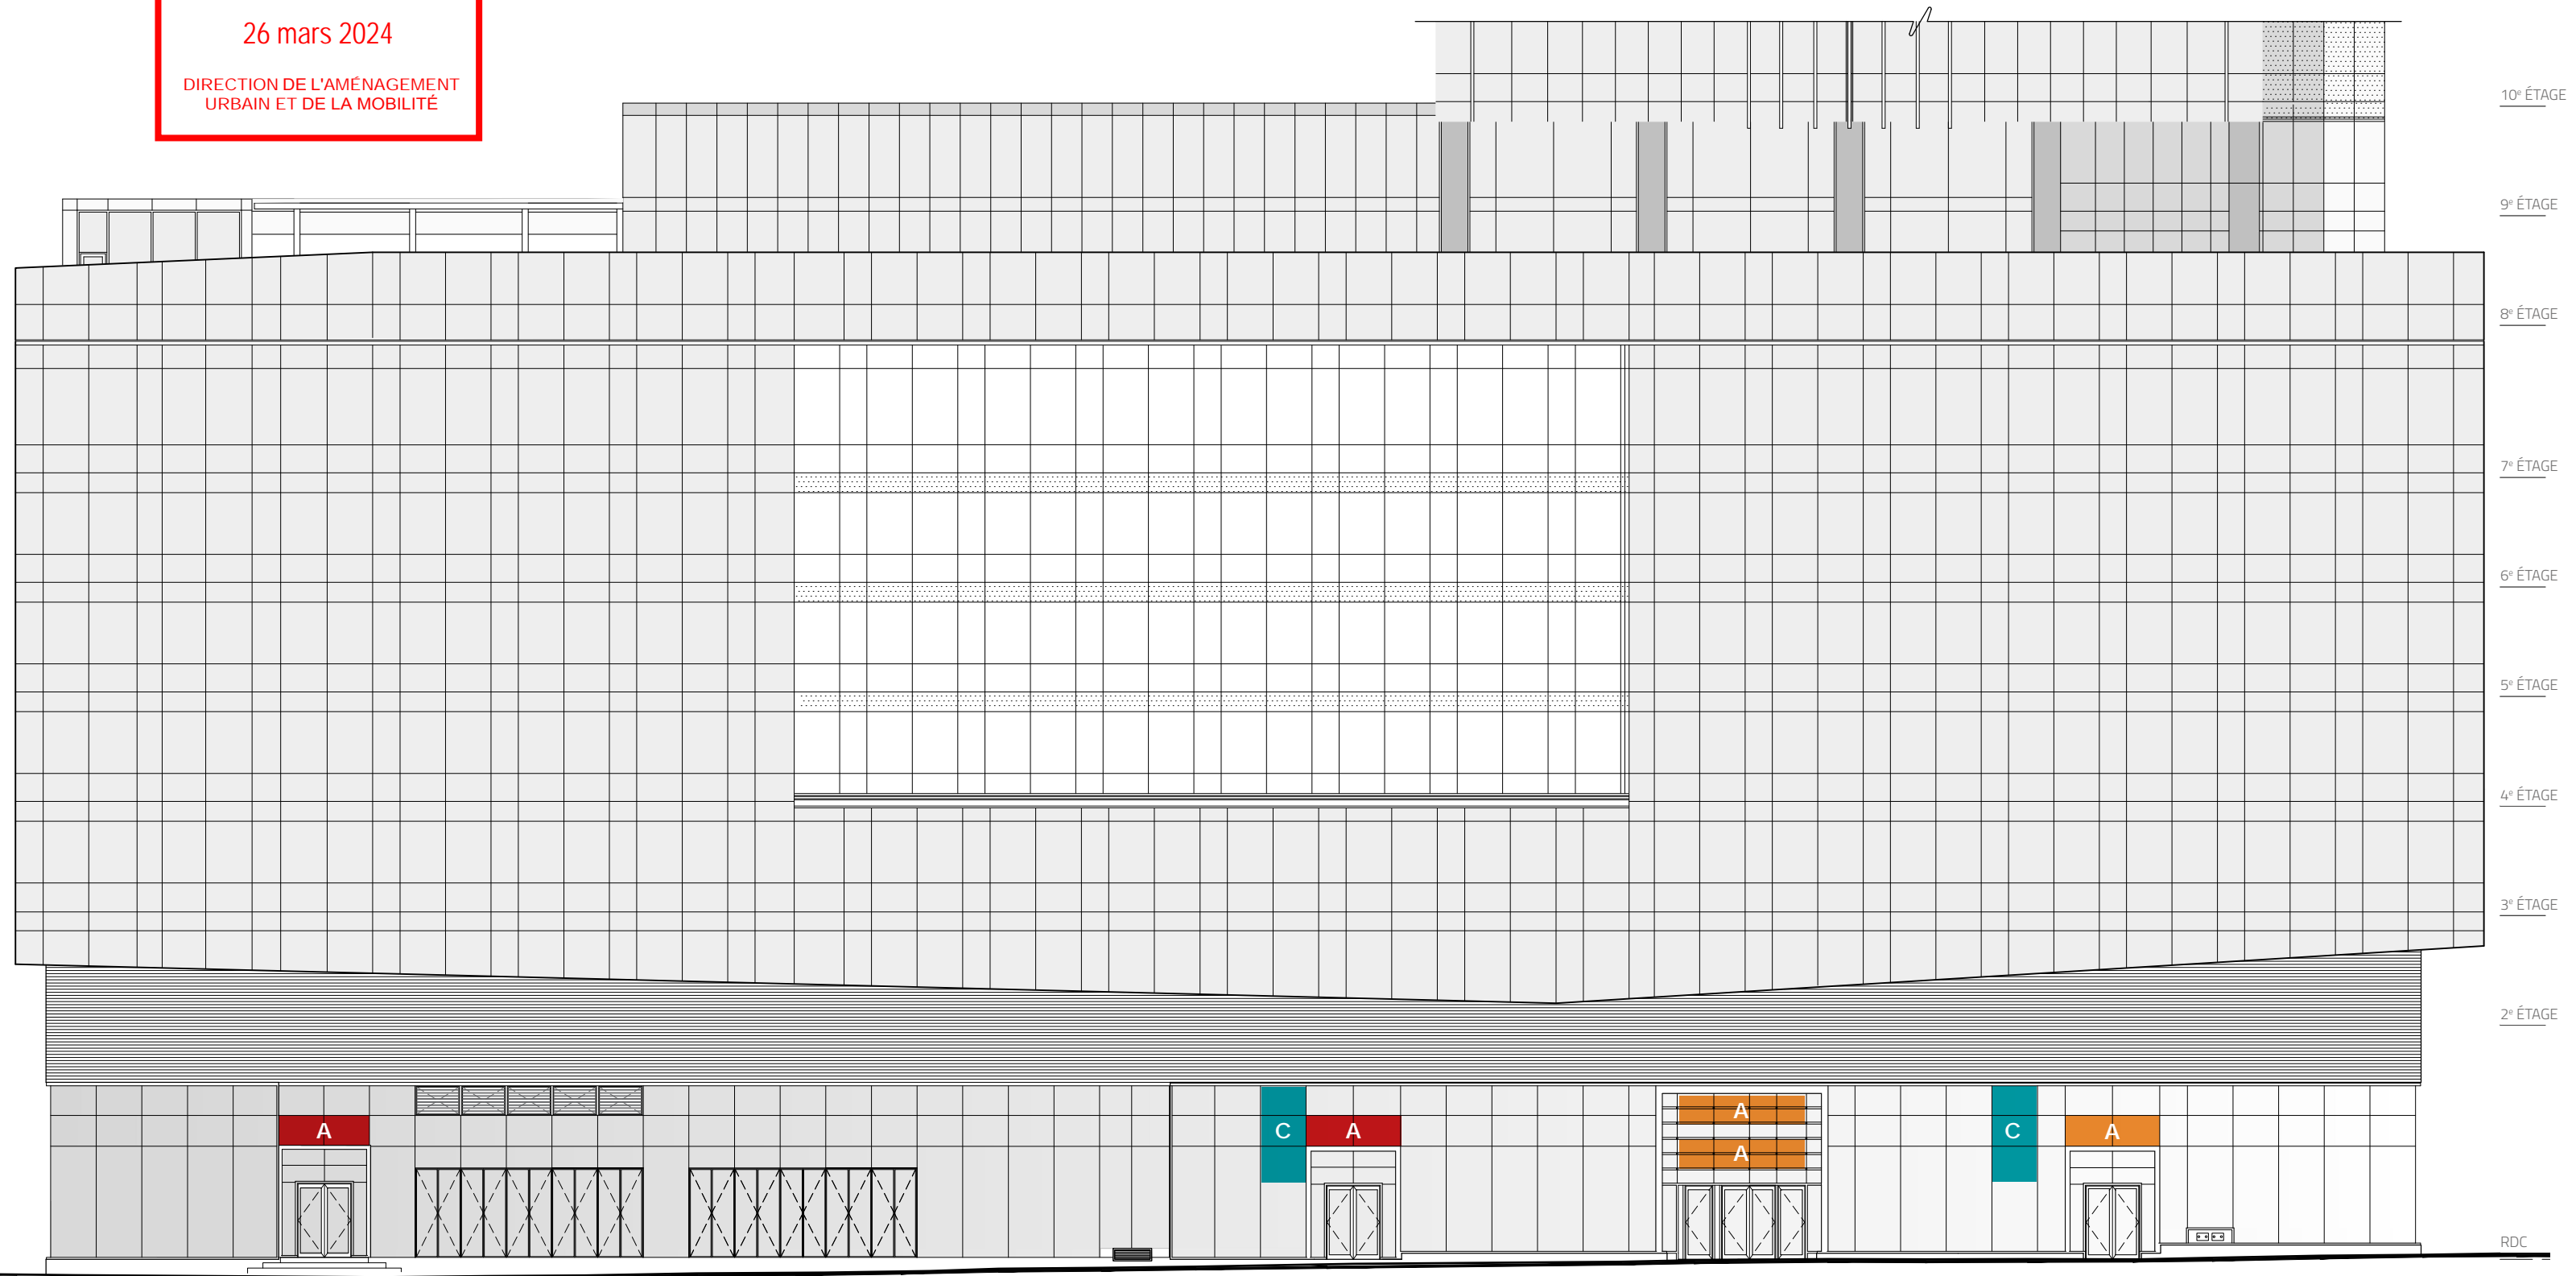 26 mars 2024
DIRECTION DE L'AMÉNAGEMENT
URBAIN ET DE LA MOBILITÉ
10e ÉTAGE
9e ÉTAGE
8e ÉTAGE
7e ÉTAGE
6e ÉTAGE
5e ÉTAGE
4e ÉTAGE
3e ÉTAGE
2e ÉTAGE
A
C
A
A
A
C
A
RDC